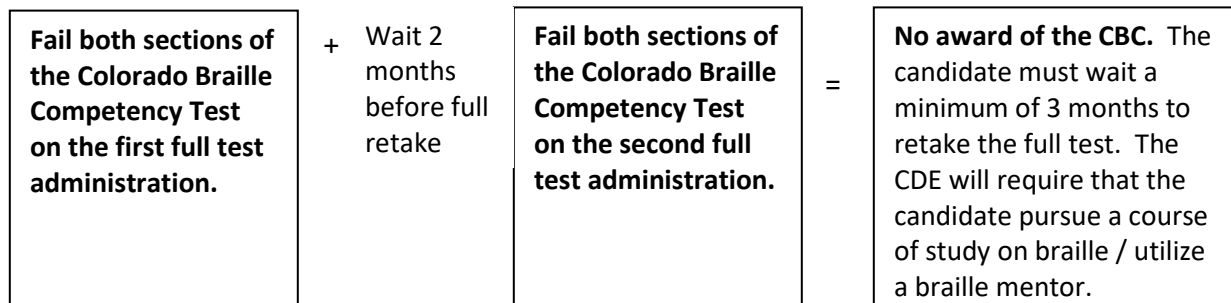 Fail both sections of
the Colorado Braille
Competency Test
on the first full test
administration.
+
Wait 2
months
before full
retake
Fail both sections of
the Colorado Braille
Competency Test
on the second full
test administration.
=
No award of the CBC. The
candidate must wait a
minimum of 3 months to
retake the full test. The
CDE will require that the
candidate pursue a course
of study on braille / utilize
a braille mentor.